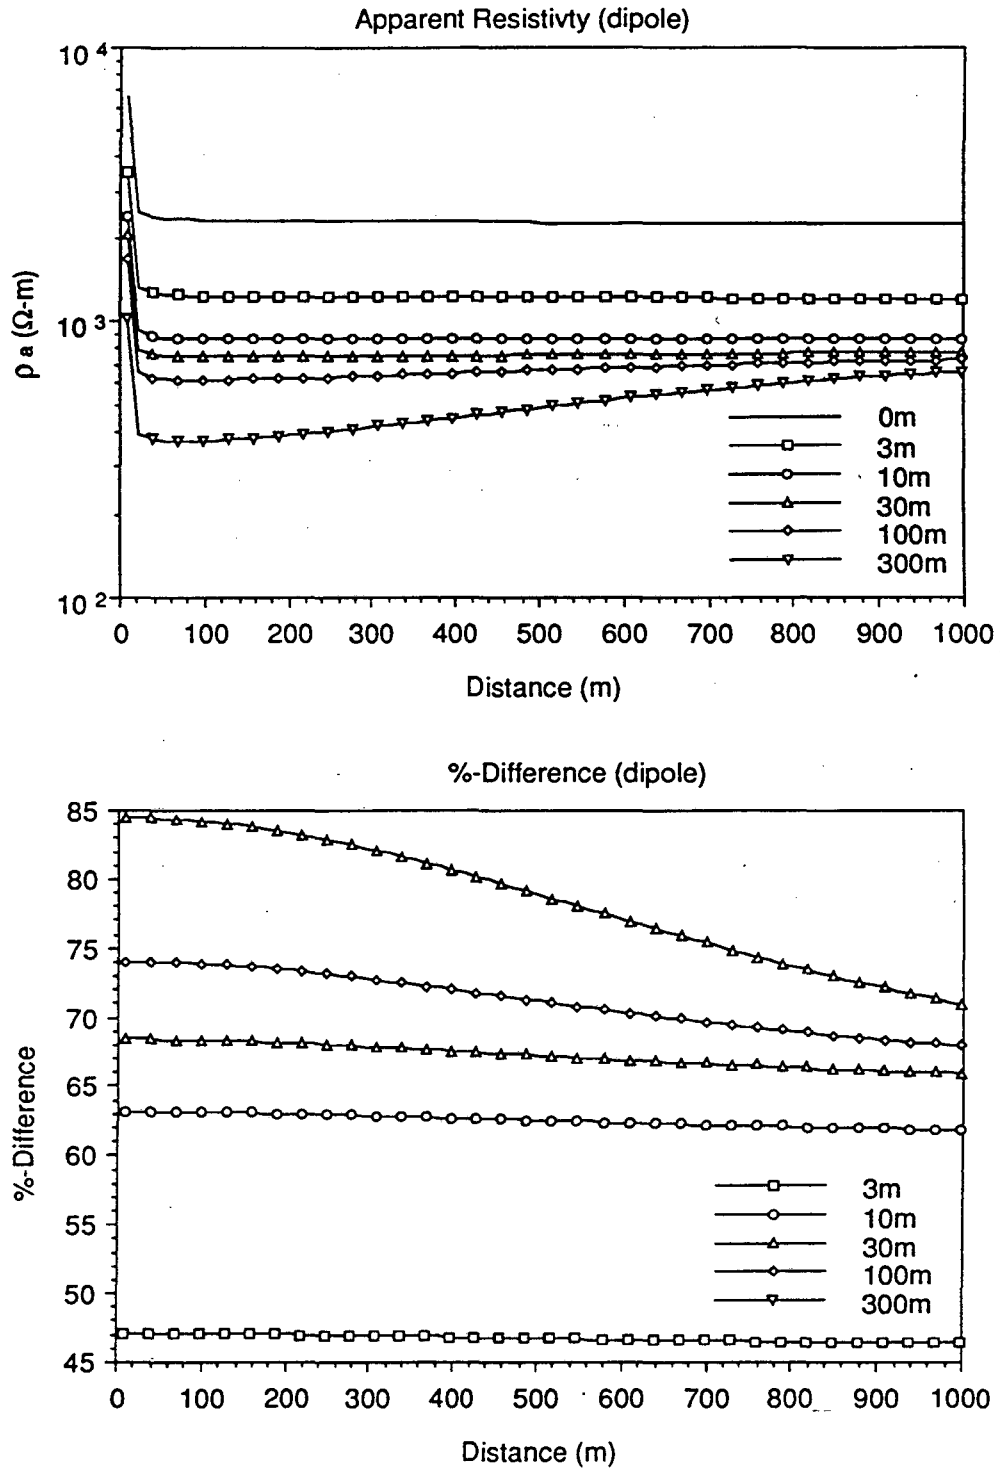 Apparent Resistivty (dipole)
10 4
10 3
10 2
ρ a (Ω-m)
0 100 200 300 400 500 600 700 800 900 1000
Distance (m)
0m
3m
10m
30m
100m
300m
%-Difference (dipole)
85
80
75
70
65
60
55
50
45
%-Difference
0 100 200 300 400 500 600 700 800 900 1000
Distance (m)
3m
10m
30m
100m
300m